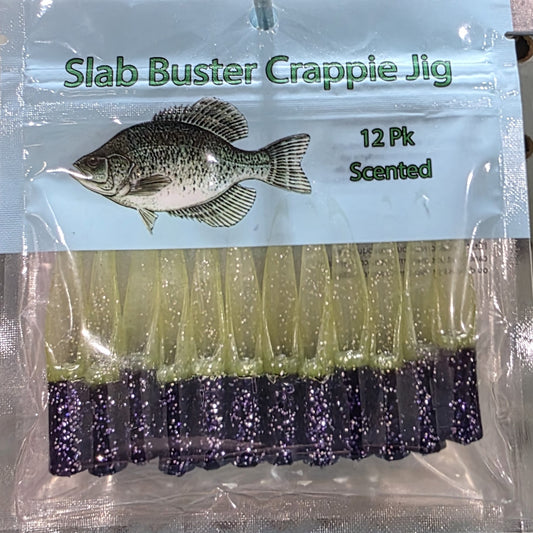 Slab Buster Crappie Jig
12 Pk
Scented